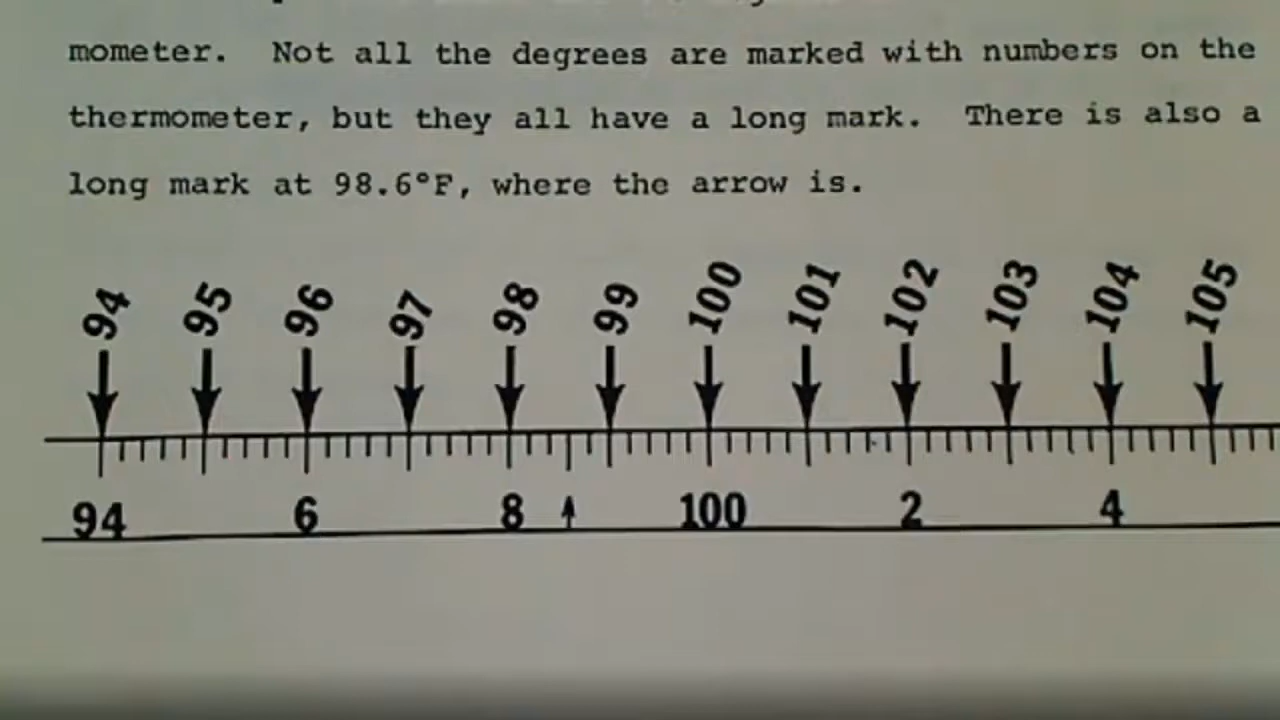 mometer. Not all the degrees are marked with numbers on the
thermometer, but they all have a long mark. There is also a
long mark at 98.6°F, where the arrow is.
94 95 96 97 98 99 100 101 102 103 104 105
94 6 8 100 2 4